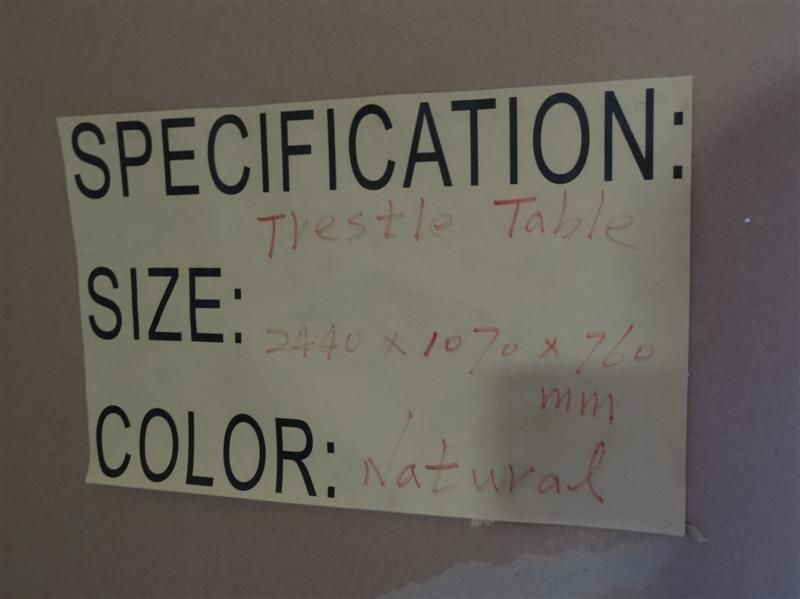 SPECIFICATION:
Trestle Table
SIZE: 2440 x 1070 x 760
mm
COLOR: Natural